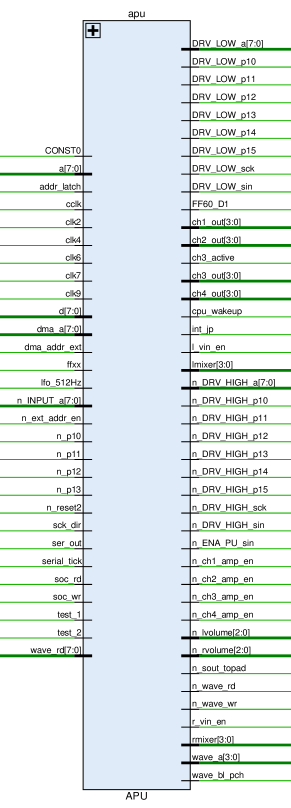 apu
CONST0
a[7:0]
addr_latch
cclk
clk2
clk4
clk6
clk7
clk9
d[7:0]
dma_a[7:0]
dma_addr_ext
ffxx
lfo_512Hz
n_INPUT_a[7:0]
n_ext_addr_en
n_p10
n_p11
n_p12
n_p13
n_reset2
sck_dir
ser_out
serial_tick
soc_rd
soc_wr
test_1
test_2
wave_rd[7:0]
DRV_LOW_a[7:0]
DRV_LOW_p10
DRV_LOW_p11
DRV_LOW_p12
DRV_LOW_p13
DRV_LOW_p14
DRV_LOW_p15
DRV_LOW_sck
DRV_LOW_sin
FF60_D1
ch1_out[3:0]
ch2_out[3:0]
ch3_active
ch3_out[3:0]
ch4_out[3:0]
cpu_wakeup
int_jp
l_vin_en
lmixer[3:0]
n_DRV_HIGH_a[7:0]
n_DRV_HIGH_p10
n_DRV_HIGH_p11
n_DRV_HIGH_p12
n_DRV_HIGH_p13
n_DRV_HIGH_p14
n_DRV_HIGH_p15
n_DRV_HIGH_sck
n_DRV_HIGH_sin
n_ENA_PU_sin
n_ch1_amp_en
n_ch2_amp_en
n_ch3_amp_en
n_ch4_amp_en
n_lvolume[2:0]
n_rvolume[2:0]
n_sout_topad
n_wave_rd
n_wave_wr
r_vin_en
rmixer[3:0]
wave_a[3:0]
wave_bl_pch
APU